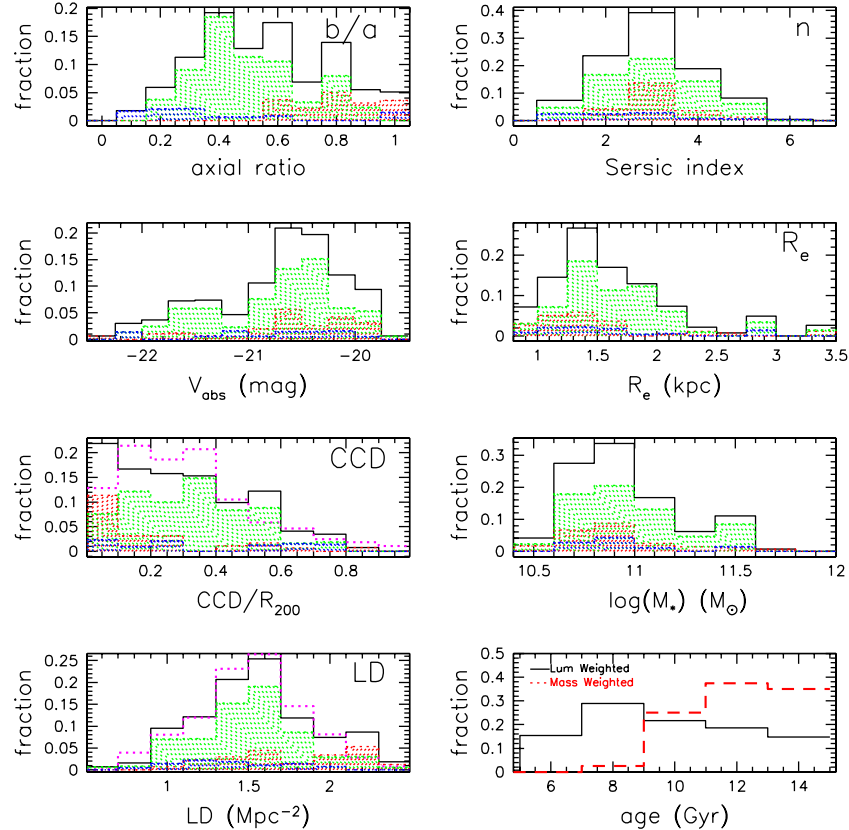 0.2
0.15
0.1
0.05
0
fraction
b/a
0 0.2 0.4 0.6 0.8 1
axial ratio
0.4
0.3
0.2
0.1
0
fraction
n
0 2 4 6
Sersic index
0.2
0.15
0.1
0.05
0
fraction
−22 −21 −20
V_abs (mag)
0.2
0.1
0
fraction
R_e
1 1.5 2 2.5 3 3.5
R_e (kpc)
0.2
0.15
0.1
0.05
0
fraction
CCD
0.2 0.4 0.6 0.8
CCD/R_200
0.3
0.2
0.1
0
fraction
10.5 11 11.5 12
log(M_*) (M_⊙)
0.25
0.2
0.15
0.1
0.05
0
fraction
LD
1 1.5 2
LD (Mpc⁻²)
0.5
0.4
0.3
0.2
0.1
0
fraction
Lum Weighted
Mass Weighted
6 8 10 12 14
age (Gyr)